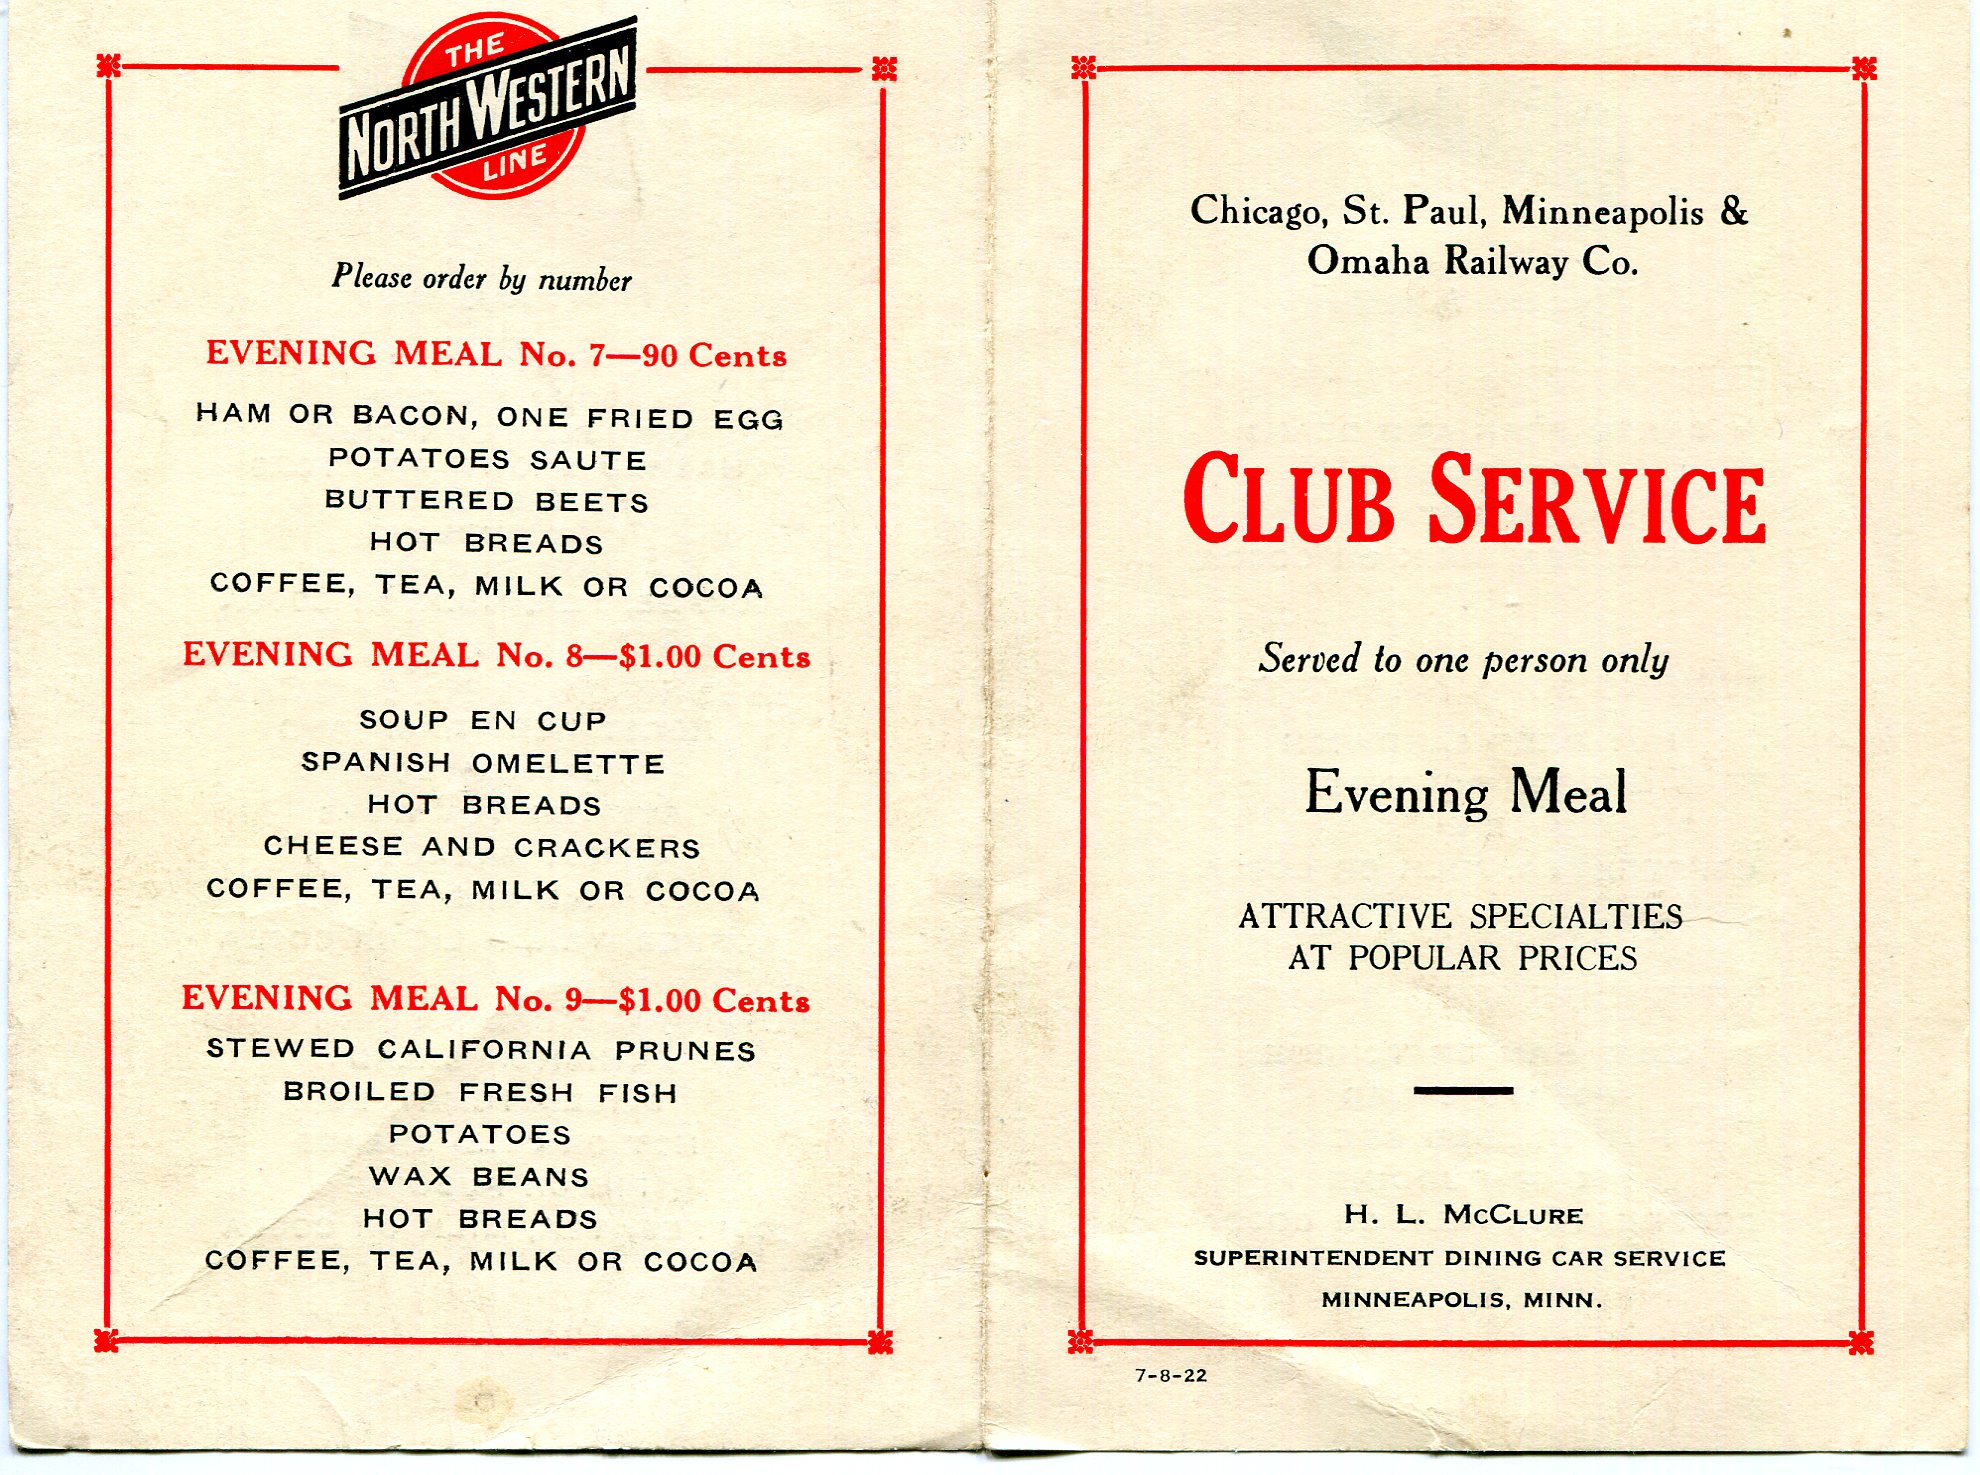 THE
NORTH WESTERN
LINE
Please order by number
EVENING MEAL No. 7—90 Cents
HAM OR BACON, ONE FRIED EGG
POTATOES SAUTE
BUTTERED BEETS
HOT BREADS
COFFEE, TEA, MILK OR COCOA
EVENING MEAL No. 8—$1.00 Cents
SOUP EN CUP
SPANISH OMELETTE
HOT BREADS
CHEESE AND CRACKERS
COFFEE, TEA, MILK OR COCOA
EVENING MEAL No. 9—$1.00 Cents
STEWED CALIFORNIA PRUNES
BROILED FRESH FISH
POTATOES
WAX BEANS
HOT BREADS
COFFEE, TEA, MILK OR COCOA
Chicago, St. Paul, Minneapolis &
Omaha Railway Co.
CLUB SERVICE
Served to one person only
Evening Meal
ATTRACTIVE SPECIALTIES
AT POPULAR PRICES
H. L. McCLURE
SUPERINTENDENT DINING CAR SERVICE
MINNEAPOLIS, MINN.
7-8-22